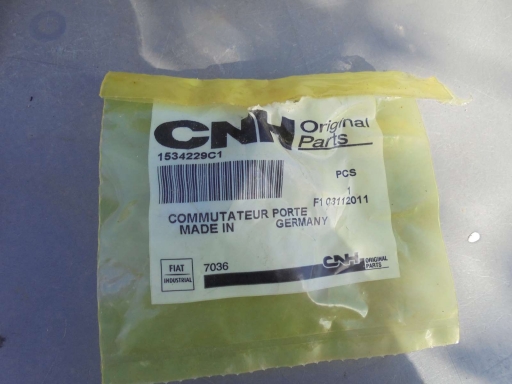 CNH Original
Parts
1534229C1
PCS
1
F1 03112011
COMMUTATEUR PORTE
MADE IN GERMANY
FIAT
INDUSTRIAL
7036
CNH ORIGINAL
PARTS